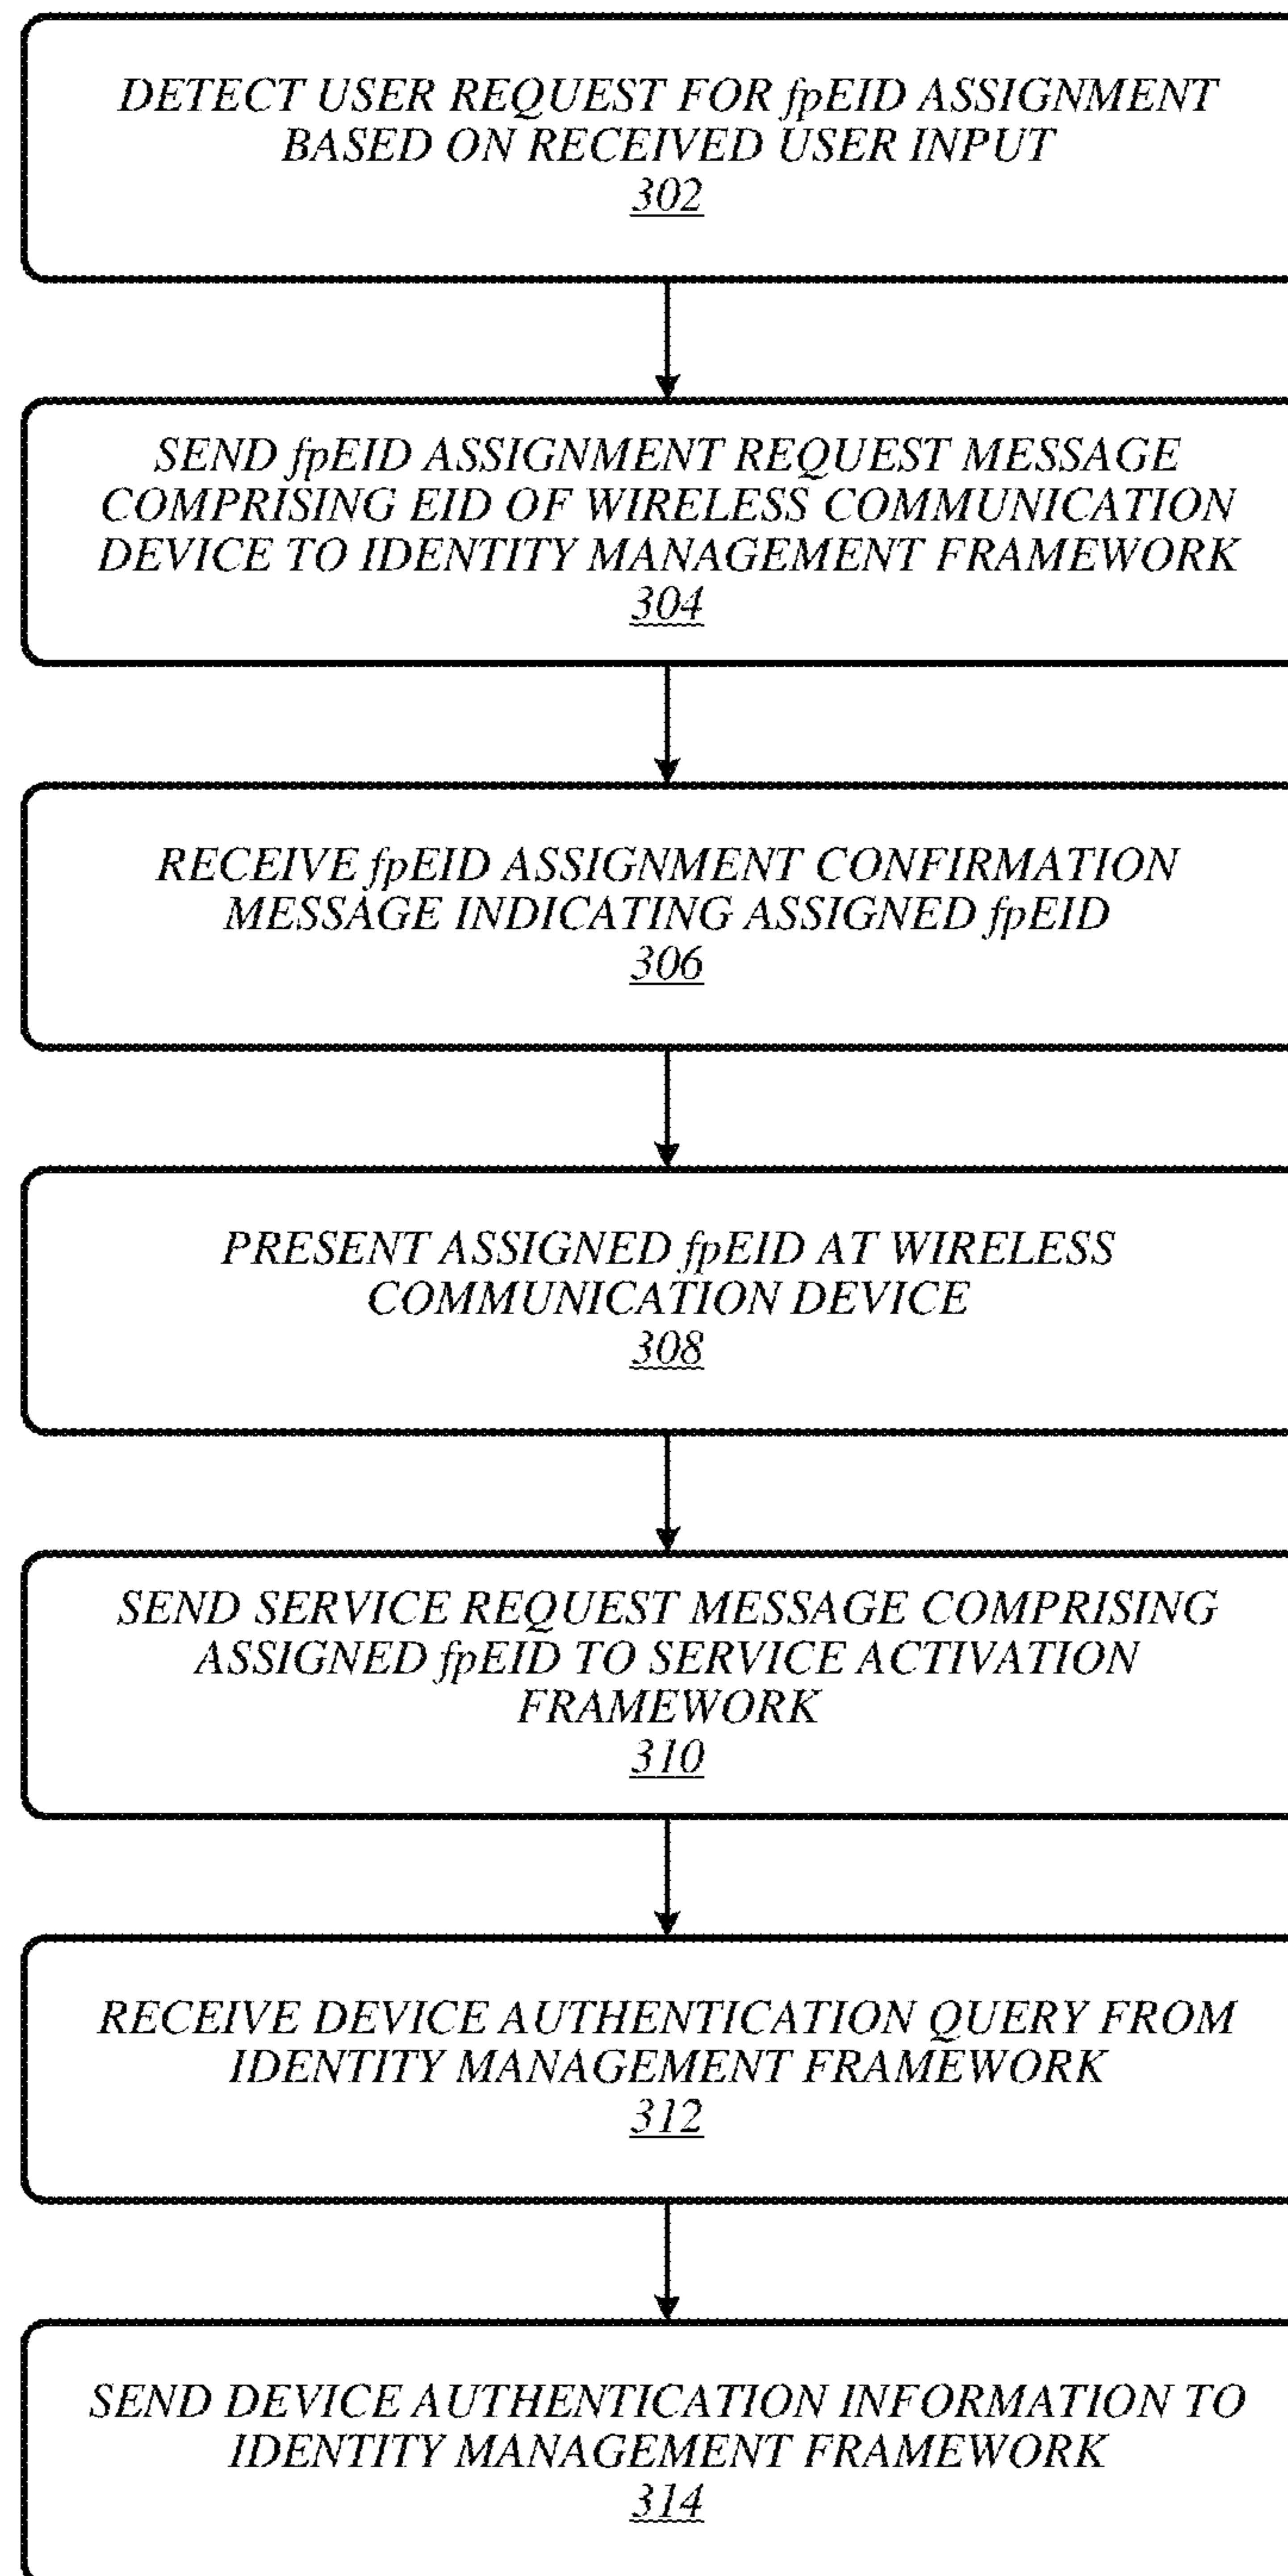 DETECT USER REQUEST FOR fpEID ASSIGNMENT
BASED ON RECEIVED USER INPUT
302
SEND fpEID ASSIGNMENT REQUEST MESSAGE
COMPRISING EID OF WIRELESS COMMUNICATION
DEVICE TO IDENTITY MANAGEMENT FRAMEWORK
304
RECEIVE fpEID ASSIGNMENT CONFIRMATION
MESSAGE INDICATING ASSIGNED fpEID
306
PRESENT ASSIGNED fpEID AT WIRELESS
COMMUNICATION DEVICE
308
SEND SERVICE REQUEST MESSAGE COMPRISING
ASSIGNED fpEID TO SERVICE ACTIVATION
FRAMEWORK
310
RECEIVE DEVICE AUTHENTICATION QUERY FROM
IDENTITY MANAGEMENT FRAMEWORK
312
SEND DEVICE AUTHENTICATION INFORMATION TO
IDENTITY MANAGEMENT FRAMEWORK
314